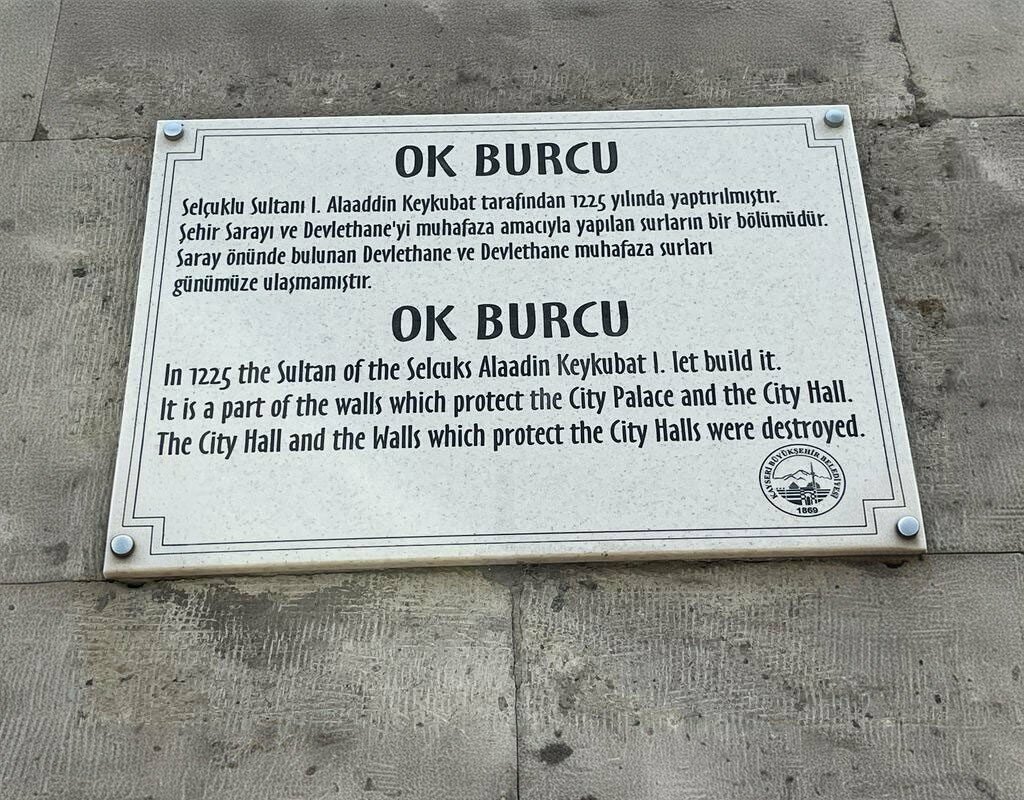 OK BURCU
Selçuklu Sultanı I. Alaaddin Keykubat tarafından 1225 yılında yaptırılmıştır.
Şehir Sarayı ve Devlethane'yi muhafaza amacıyla yapılan surların bir bölümüdür.
Saray önünde bulunan Devlethane ve Devlethane muhafaza surları
günümüze ulaşmamıştır.
OK BURCU
In 1225 the Sultan of the Selcuks Alaadin Keykubat I. let build it.
It is a part of the walls which protect the City Palace and the City Hall.
The City Hall and the Walls which protect the City Halls were destroyed.
KAYSERİ BÜYÜKŞEHİR BELEDİYESİ
1869